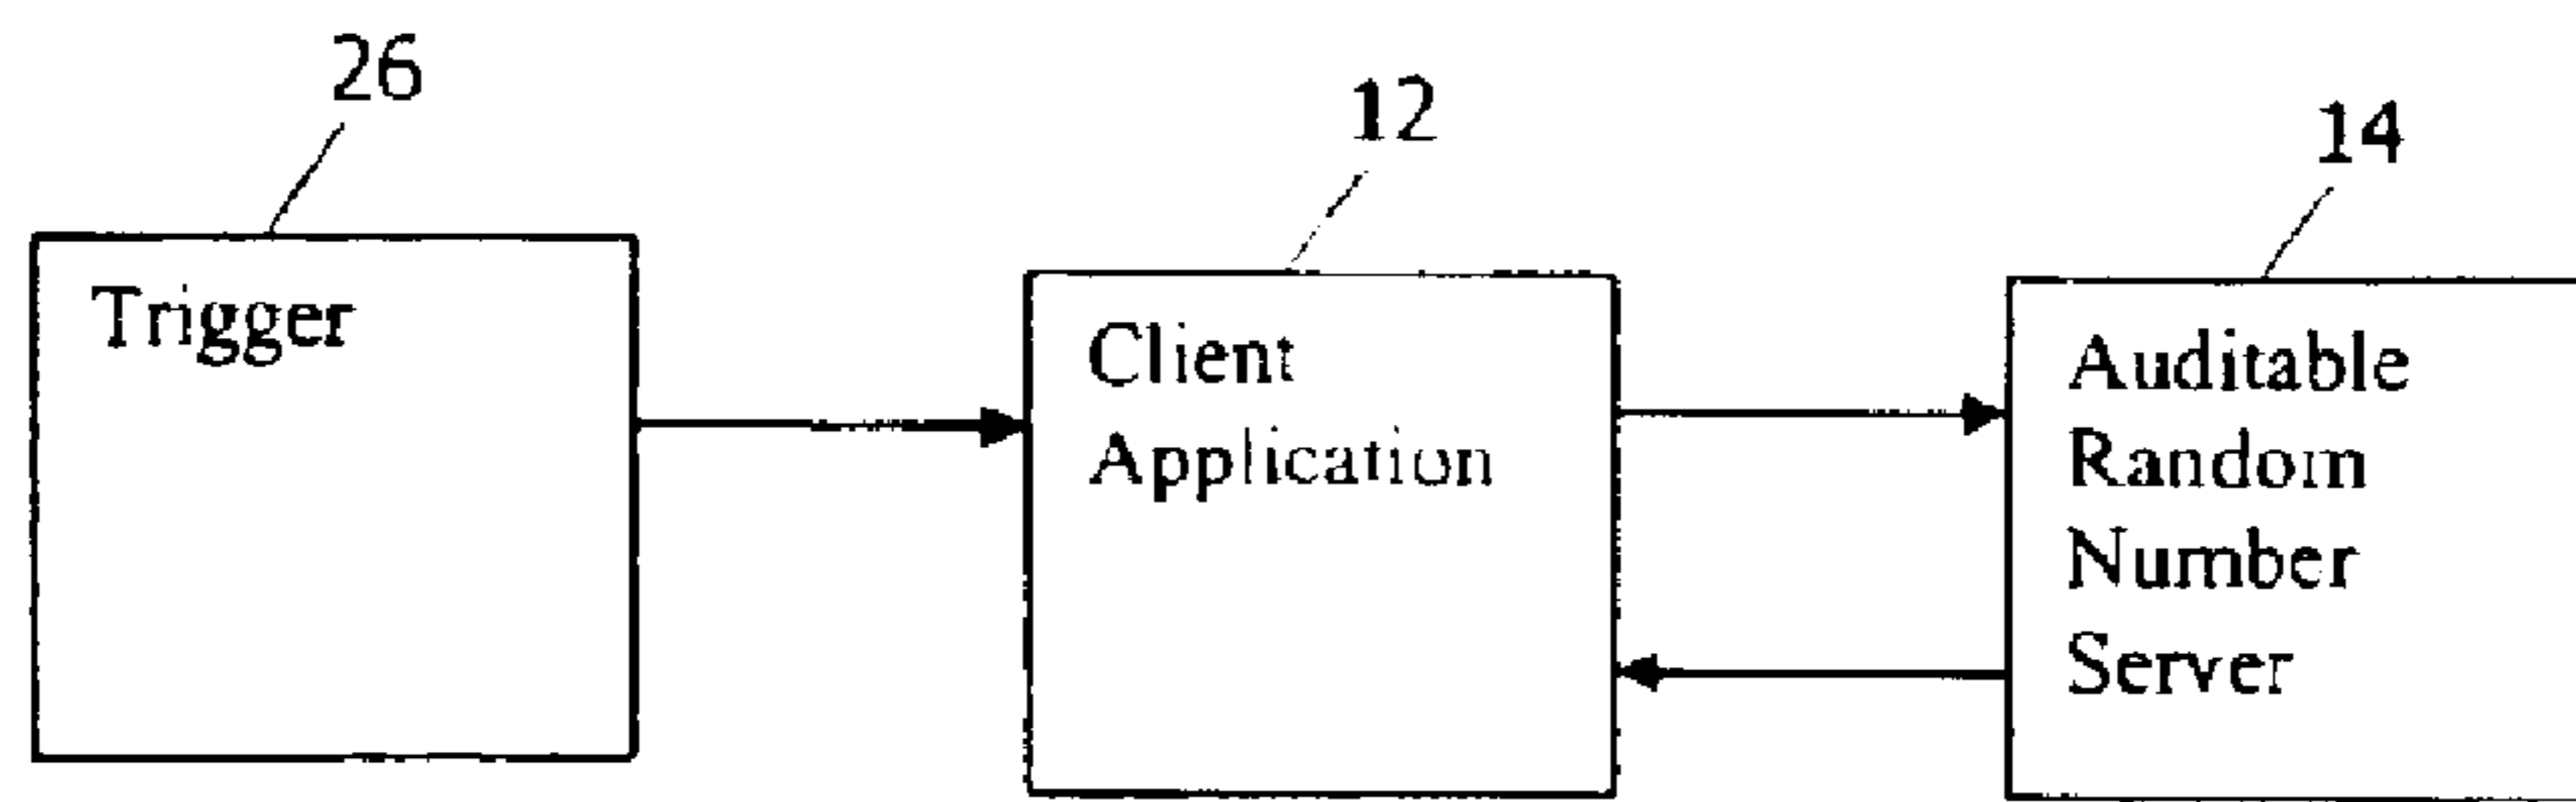 26
12
14
Trigger
Client
Application
Auditable
Random
Number
Server